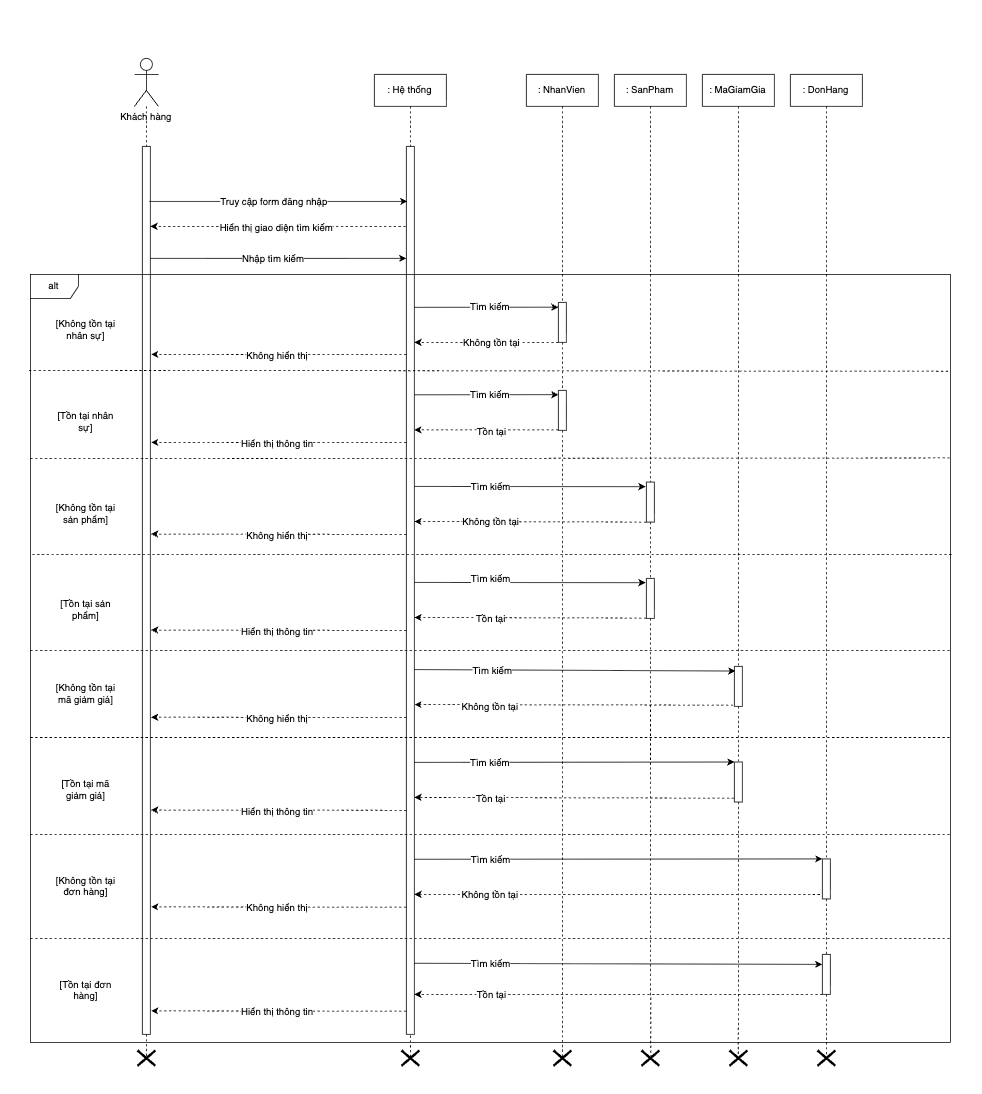 Khách hàng
: Hệ thống
: NhanVien
: SanPham
: MaGiamGia
: DonHang
Truy cập form đăng nhập
Hiển thị giao diện tìm kiếm
Nhập tìm kiếm
alt
[Không tồn tại
nhân sự]
Tìm kiếm
Không tồn tại
Không hiển thị
[Tồn tại nhân
sự]
Tìm kiếm
Tồn tại
Hiển thị thông tin
[Không tồn tại
sản phẩm]
Tìm kiếm
Không tồn tại
Không hiển thị
[Tồn tại sản
phẩm]
Tìm kiếm
Tồn tại
Hiển thị thông tin
[Không tồn tại
mã giảm giá]
Tìm kiếm
Không tồn tại
Không hiển thị
[Tồn tại mã
giảm giá]
Tìm kiếm
Tồn tại
Hiển thị thông tin
[Không tồn tại
đơn hàng]
Tìm kiếm
Không tồn tại
Không hiển thị
[Tồn tại đơn
hàng]
Tìm kiếm
Tồn tại
Hiển thị thông tin